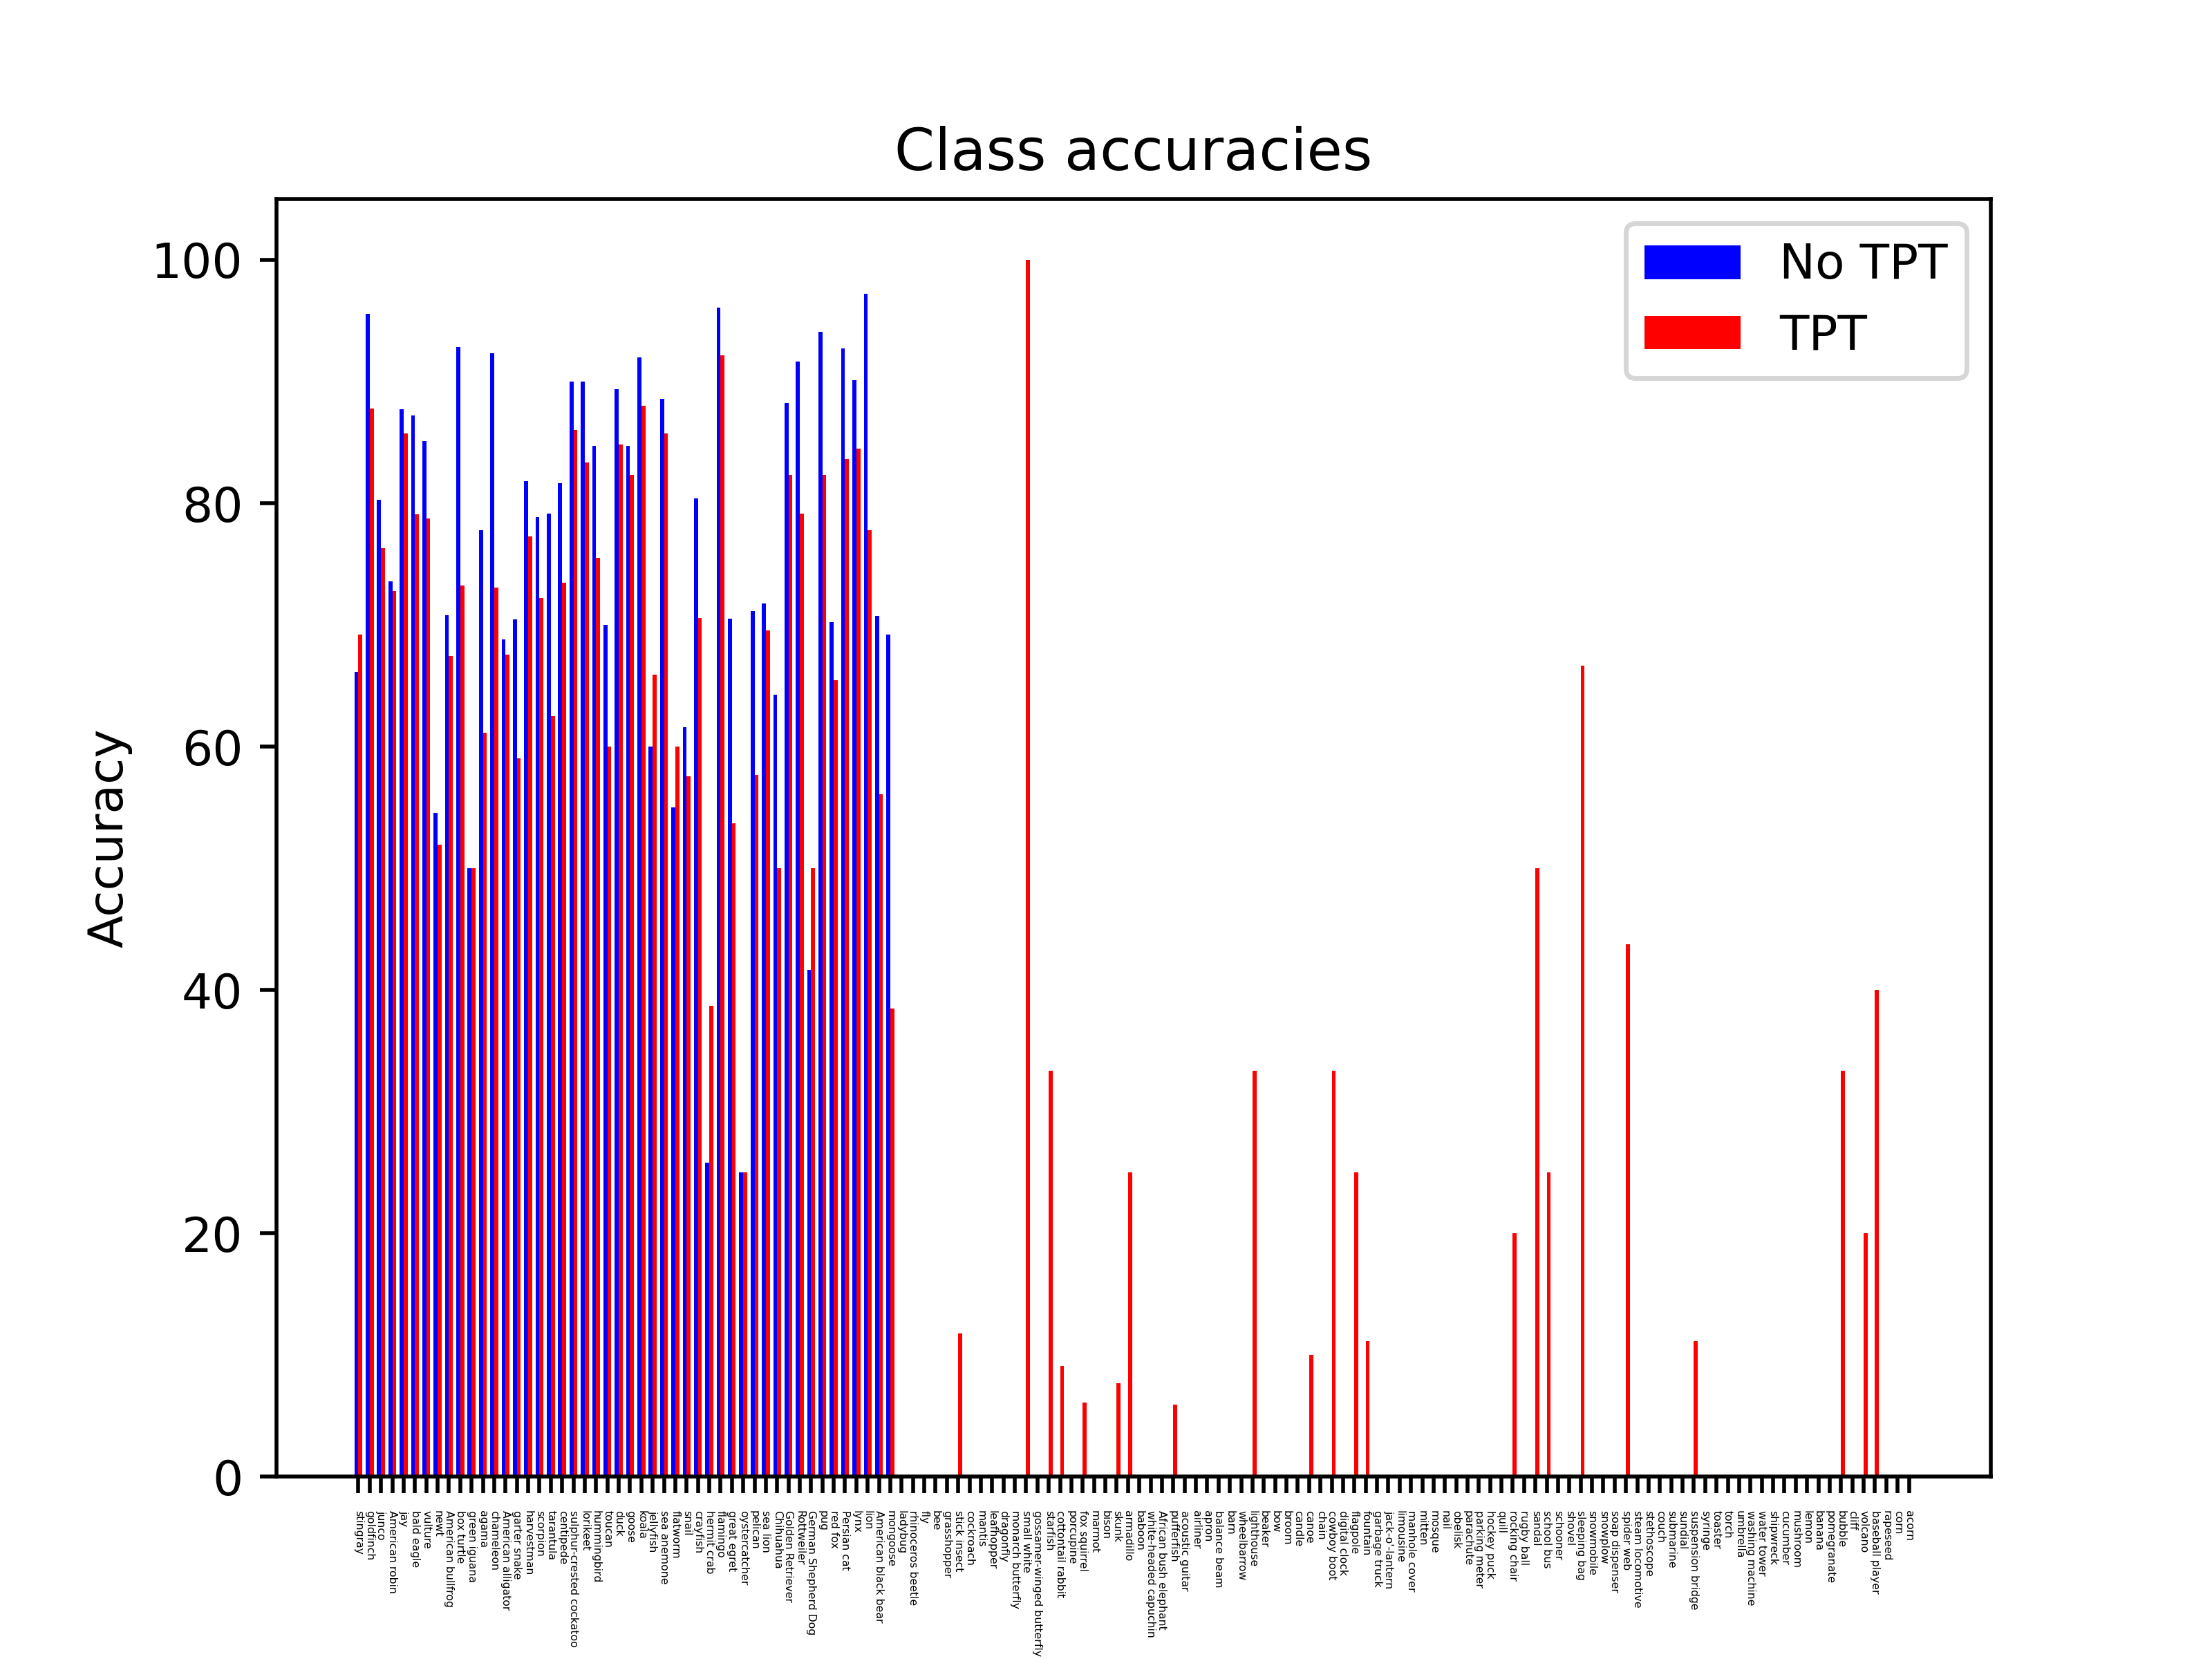 Class accuracies
No TPT
TPT
Accuracy
100
80
60
40
20
0
stingray
goldfinch
junco
American robin
jay
bald eagle
vulture
newt
American bullfrog
box turtle
green iguana
agama
chameleon
American alligator
garter snake
harvestman
scorpion
tarantula
centipede
sulphur-crested cockatoo
lorikeet
hummingbird
toucan
duck
goose
koala
jellyfish
sea anemone
flatworm
snail
crayfish
hermit crab
flamingo
great egret
oystercatcher
pelican
sea lion
Chihuahua
Golden Retriever
Rottweiler
German Shepherd Dog
pug
red fox
Persian cat
lynx
lion
American black bear
mongoose
ladybug
rhinoceros beetle
fly
bee
grasshopper
stick insect
cockroach
mantis
leafhopper
dragonfly
monarch butterfly
small white
gossamer-winged butterfly
starfish
cottontail rabbit
porcupine
fox squirrel
marmot
bison
skunk
armadillo
baboon
white-headed capuchin
African bush elephant
pufferfish
acoustic guitar
airliner
apron
balance beam
barn
wheelbarrow
lighthouse
beaker
bow
broom
candle
canoe
chain
cowboy boot
digital clock
flagpole
fountain
garbage truck
jack-o'-lantern
limousine
manhole cover
mitten
mosque
nail
obelisk
parachute
parking meter
hockey puck
quill
rocking chair
rugby ball
sandal
school bus
schooner
shovel
sleeping bag
snowmobile
snowplow
soap dispenser
spider web
steam locomotive
stethoscope
couch
submarine
sundial
suspension bridge
syringe
toaster
torch
umbrella
washing machine
water tower
shipwreck
cucumber
mushroom
lemon
banana
pomegranate
bubble
cliff
volcano
baseball player
rapeseed
corn
acorn